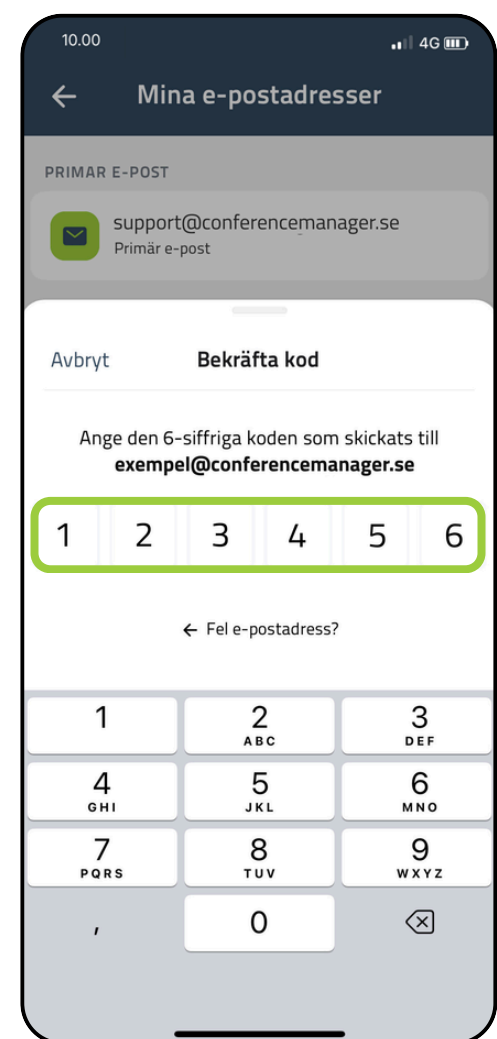 10.00 4G
Mina e-postadresser
PRIMÄR E-POST
support@conferencemanager.se
Primär e-post
Avbryt Bekräfta kod
Ange den 6-siffriga koden som skickats till
exempel@conferencemanager.se
1 2 3 4 5 6
← Fel e-postadress?
1 2 3
ABC DEF
4 5 6
GHI JKL MNO
7 8 9
PQRS TUV WXYZ
, 0